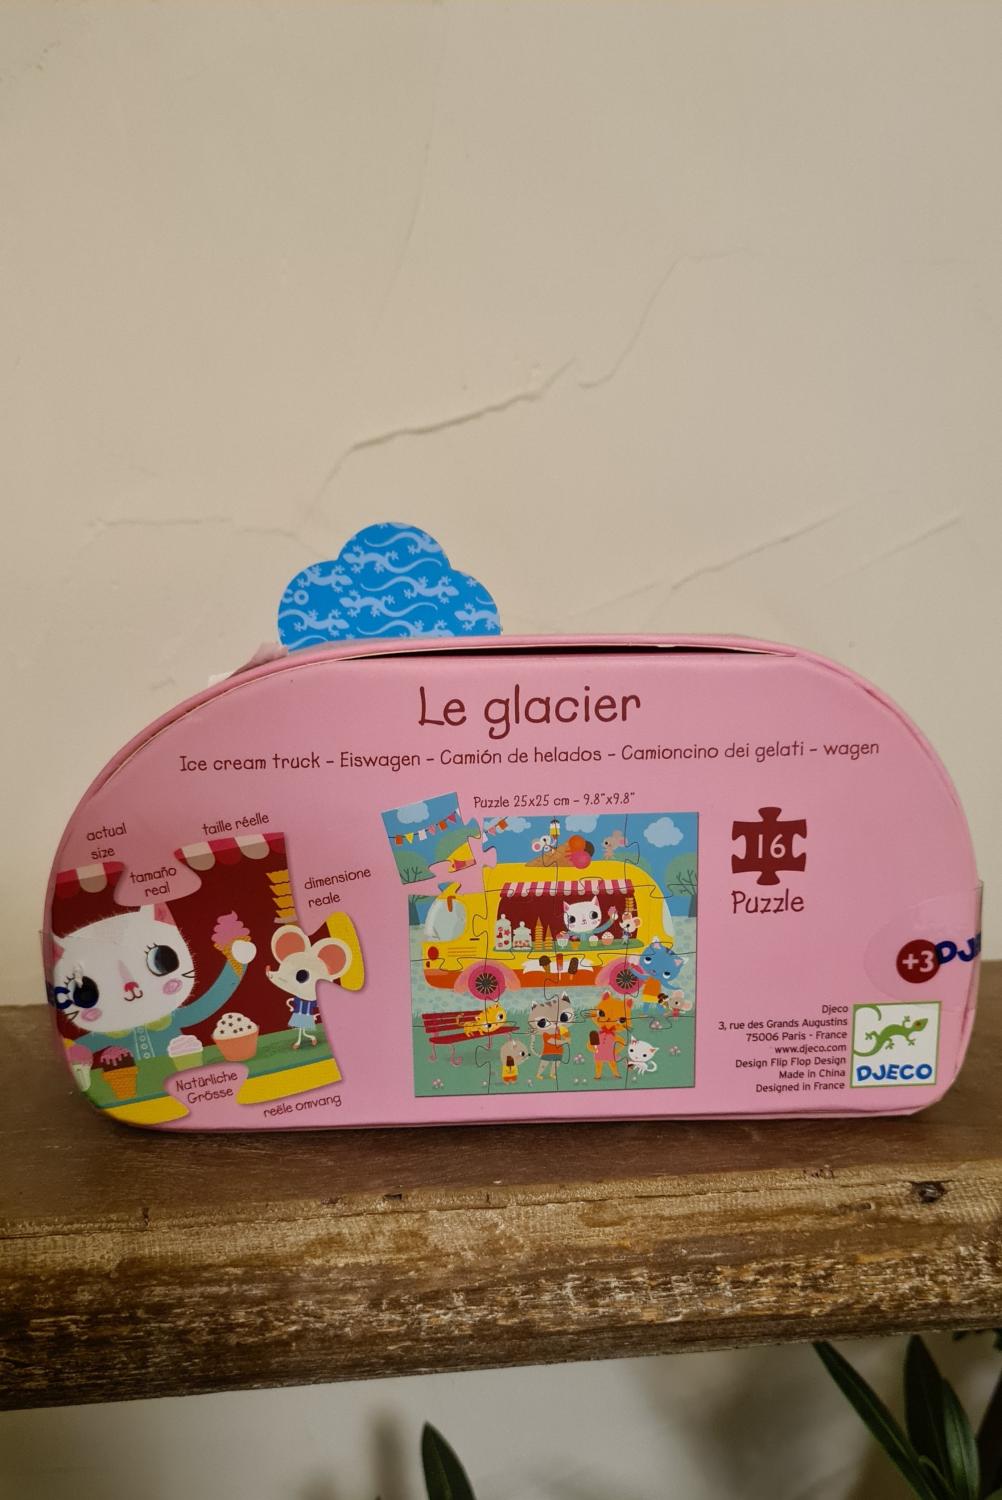 Le glacier
Ice cream truck - Eiswagen - Camión de helados - Camioncino dei gelati - wagen
Puzzle 25x25 cm - 9.8"x9.8"
actual
size
taille réelle
tamaño
real
dimensione
reale
Natürliche
Grösse
reële omvang
16
Puzzle
+3
DJ
Djeco
3, rue des Grands Augustins
75006 Paris - France
www.djeco.com
Design Flip Flop Design
Made in China
Designed in France
DJECO